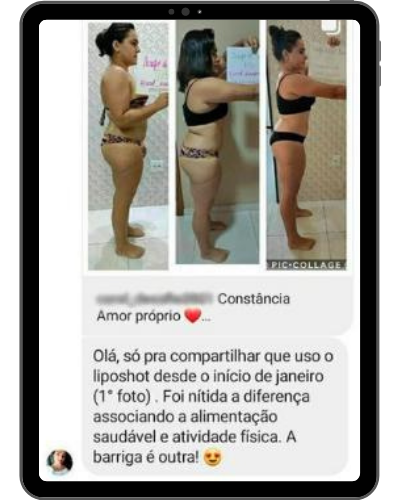 PIC•COLLAGE
Constância
Amor próprio ❤️...
Olá, só pra compartilhar que uso o
liposhot desde o início de janeiro
(1° foto) . Foi nítida a diferença
associando a alimentação
saudável e atividade física. A
barriga é outra! 😍